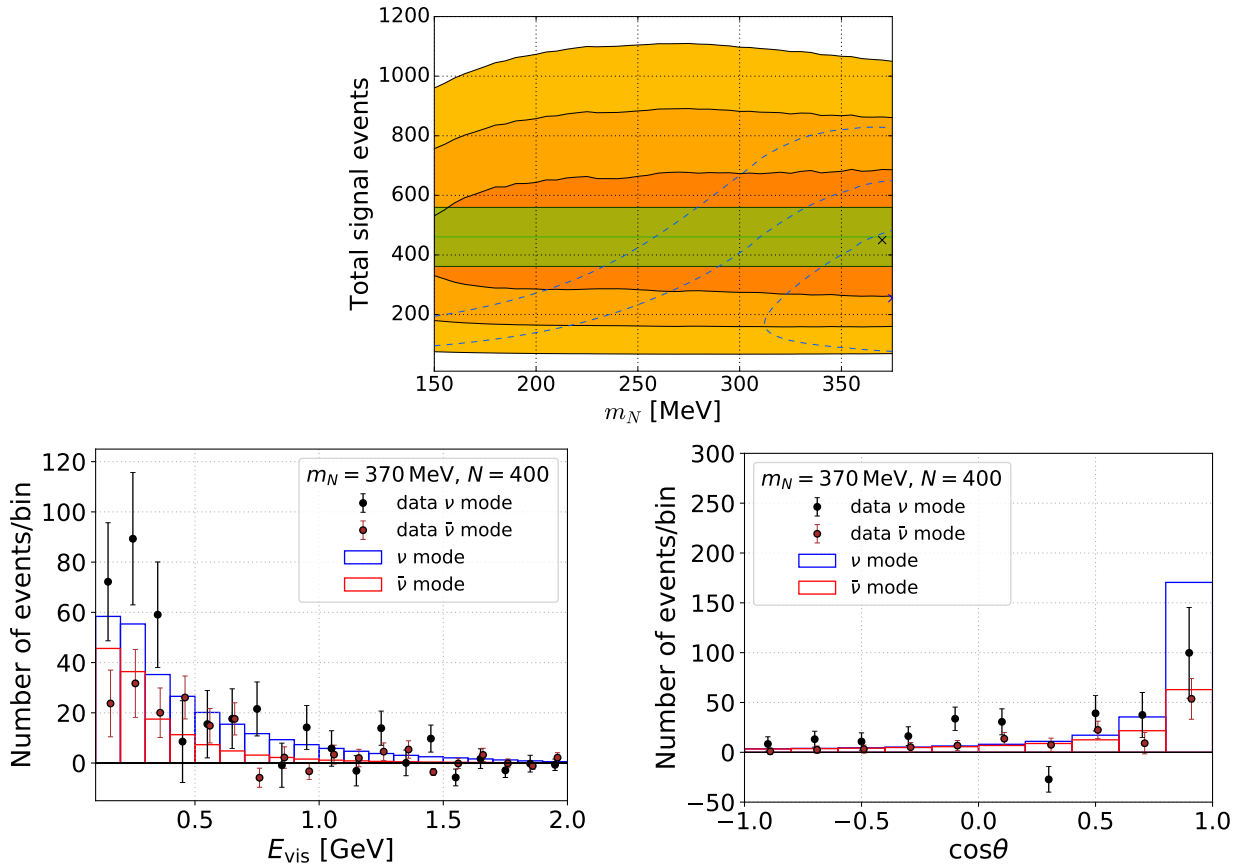 1200
1000
800
600
400
200
Total signal events
150 200 250 300 350
m_N [MeV]
120
100
80
60
40
20
0
Number of events/bin
m_N = 370 MeV, N = 400
data ν mode
data ν̄ mode
ν mode
ν̄ mode
0.5 1.0 1.5 2.0
E_vis [GeV]
300
250
200
150
100
50
0
−50
Number of events/bin
m_N = 370 MeV, N = 400
data ν mode
data ν̄ mode
ν mode
ν̄ mode
−1.0 −0.5 0.0 0.5 1.0
cosθ